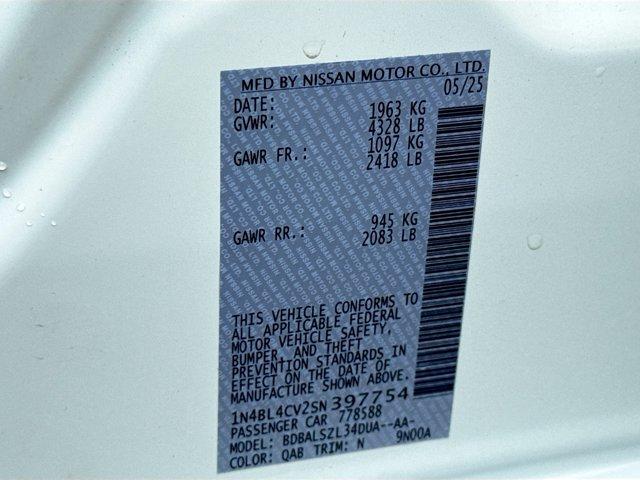 MFD BY NISSAN MOTOR CO., LTD.
DATE: 05/25
GVWR: 1963 KG
4328 LB
GAWR FR.: 1097 KG
2418 LB
GAWR RR.: 945 KG
2083 LB
THIS VEHICLE CONFORMS TO
ALL APPLICABLE FEDERAL
MOTOR VEHICLE SAFETY,
BUMPER, AND THEFT
PREVENTION STANDARDS IN
EFFECT ON THE DATE OF
MANUFACTURE SHOWN ABOVE.
1N4BL4CV2SN397754
PASSENGER CAR 778588
MODEL: BDBALSZL34DUA--AA-
COLOR: QAB TRIM: N 9N00A